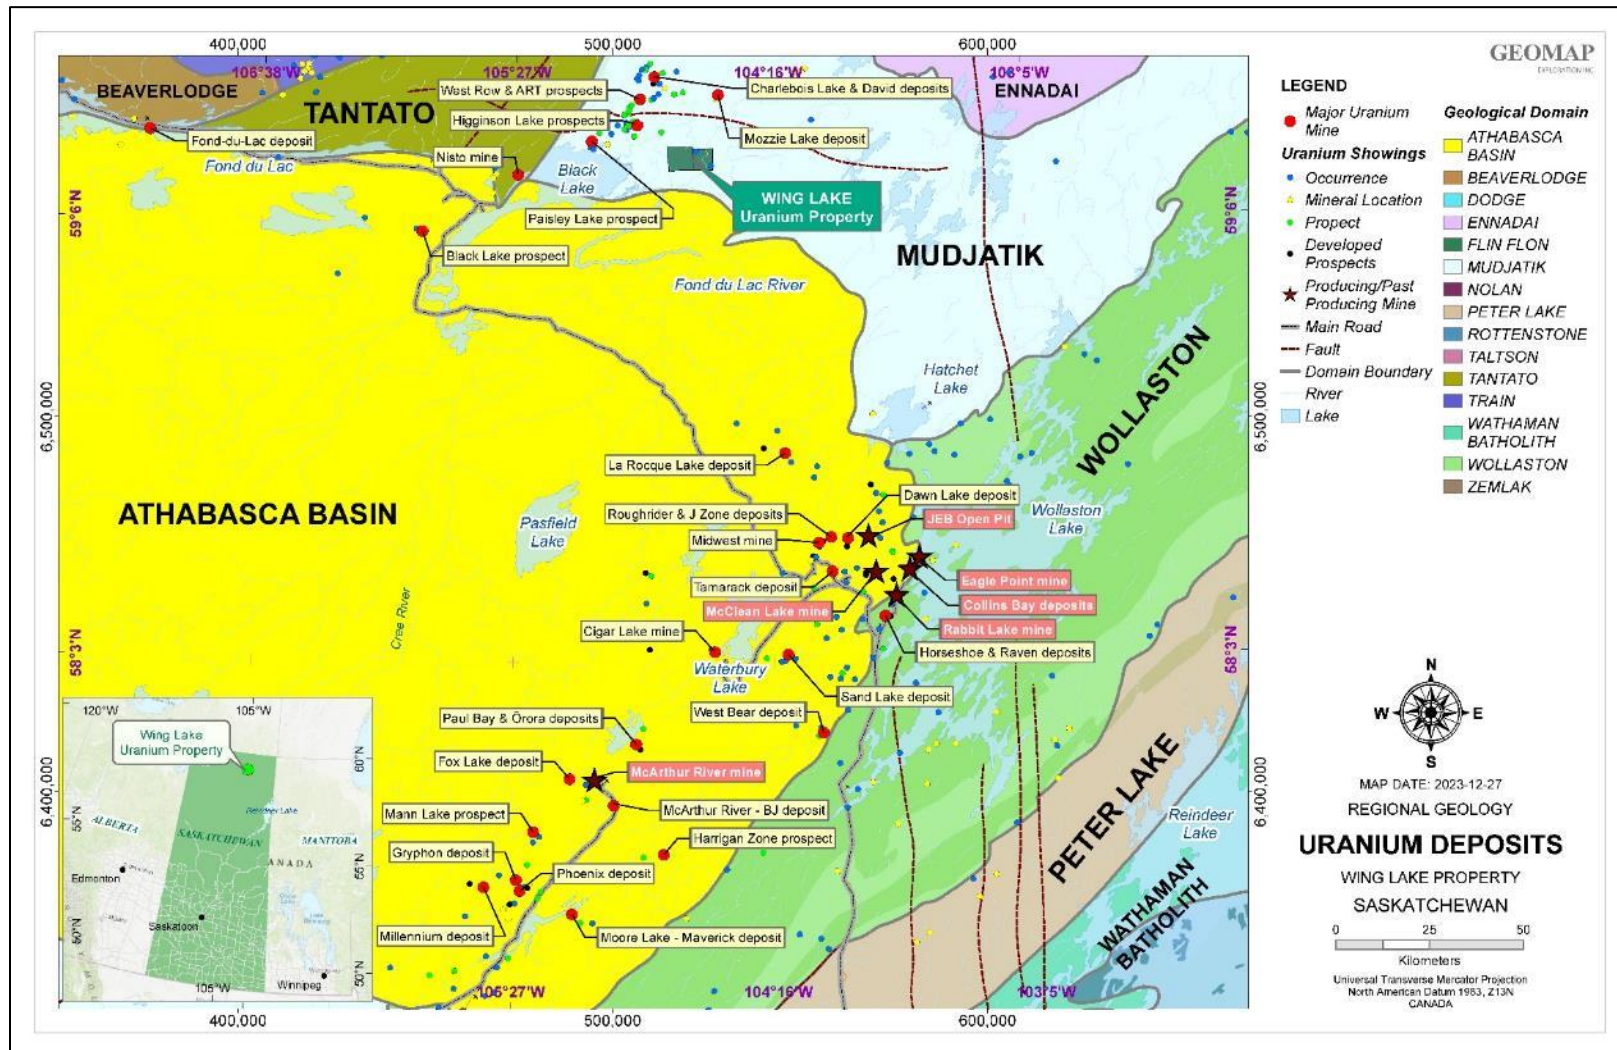 400,000
500,000
600,000
106°38'W
105°27'W
104°16'W
103°5'W
BEAVERLODGE
TANTATO
ENNADAI
West Row & ART prospects
Charlebois Lake & David deposits
Higginson Lake prospects
Mozzie Lake deposit
Fond-du-Lac deposit
Fond du Lac
Nisto mine
Black
Lake
WING LAKE
Uranium Property
Paisley Lake prospect
59°6'N
59°6'N
Black Lake prospect
MUDJATIK
Fond du Lac River
Hatchet
Lake
WOLLASTON
6,500,000
6,500,000
La Rocque Lake deposit
ATHABASCA BASIN
Pasfield
Lake
Dawn Lake deposit
Roughrider & J Zone deposits
JEB Open Pit
Wollaston
Lake
Midwest mine
Tamarack deposit
Eagle Point mine
McClean Lake mine
Collins Bay deposits
Rabbit Lake mine
Cree River
Cigar Lake mine
Horseshoe & Raven deposits
58°3'N
58°3'N
Waterbury
Lake
Sand Lake deposit
West Bear deposit
Paul Bay & Orora deposits
Fox Lake deposit
McArthur River mine
McArthur River - BJ deposit
Mann Lake prospect
Harrigan Zone prospect
Gryphon deposit
Phoenix deposit
Millennium deposit
Moore Lake - Maverick deposit
PETER LAKE
Reindeer
Lake
WATHAMAN
BATHOLITH
6,400,000
6,400,000
105°27'W
104°16'W
103°5'W
400,000
500,000
600,000
120°W
105°W
Wing Lake
Uranium Property
60°N
55°N
55°N
50°N
50°N
ALBERTA
SASKATCHEWAN
MANITOBA
Reindeer Lake
ANADA
Edmonton
Saskatoon
Winnipeg
105°W
GEOMAP
EXPLORATION INC
LEGEND
Major Uranium
Mine
Uranium Showings
Occurrence
Mineral Location
Propect
Developed
Prospects
Producing/Past
Producing Mine
Main Road
Fault
Domain Boundary
River
Lake
Geological Domain
ATHABASCA
BASIN
BEAVERLODGE
DODGE
ENNADAI
FLIN FLON
MUDJATIK
NOLAN
PETER LAKE
ROTTENSTONE
TALTSON
TANTATO
TRAIN
WATHAMAN
BATHOLITH
WOLLASTON
ZEMLAK
N
W
E
S
MAP DATE: 2023-12-27
REGIONAL GEOLOGY
URANIUM DEPOSITS
WING LAKE PROPERTY
SASKATCHEWAN
0 25 50
Kilometers
Universal Transverse Mercator Projection
North American Datum 1983, Z13N
CANADA